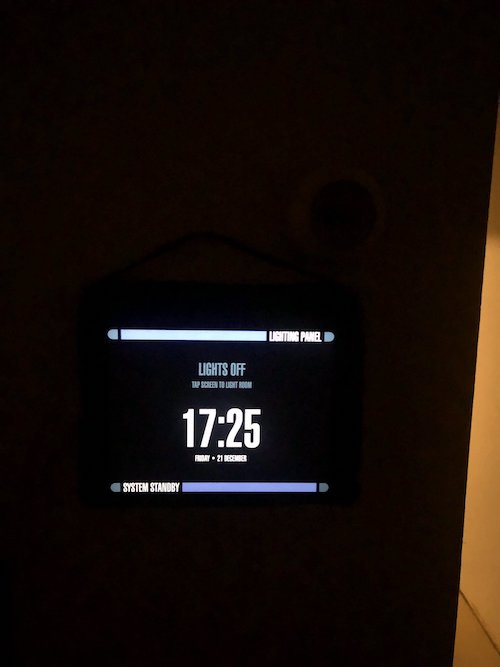 LIGHTING PANEL
LIGHTS OFF
TAP SCREEN TO LIGHT ROOM
17:25
FRIDAY • 21 DECEMBER
SYSTEM STANDBY